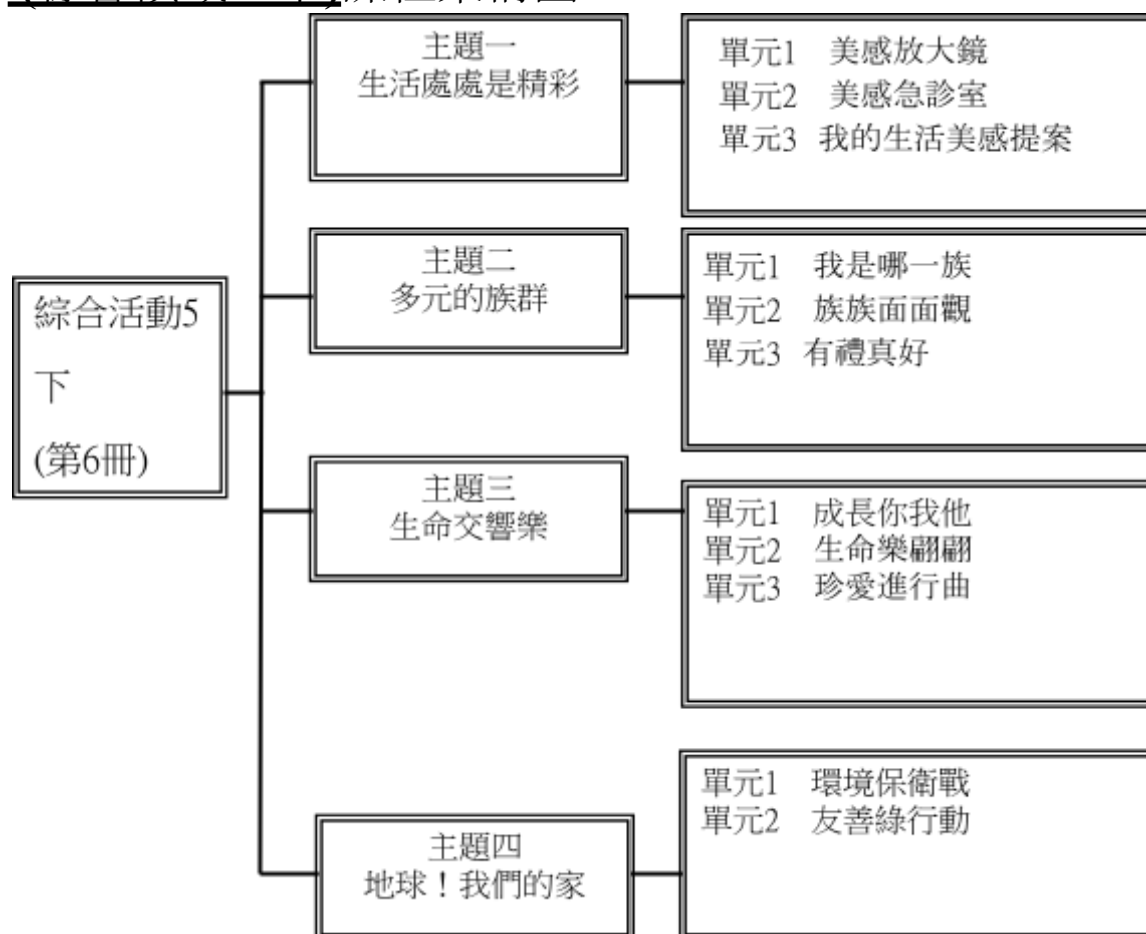 主題一
生活處處是精彩
單元1 美感放大鏡
單元2 美感急診室
單元3 我的生活美感提案
主題二
多元的族群
單元1 我是哪一族
單元2 族族面面觀
單元3 有禮真好
綜合活動5
下
(第6冊)
主題三
生命交響樂
單元1 成長你我他
單元2 生命樂翩翩
單元3 珍愛進行曲
主題四
地球！我們的家
單元1 環境保衛戰
單元2 友善綠行動